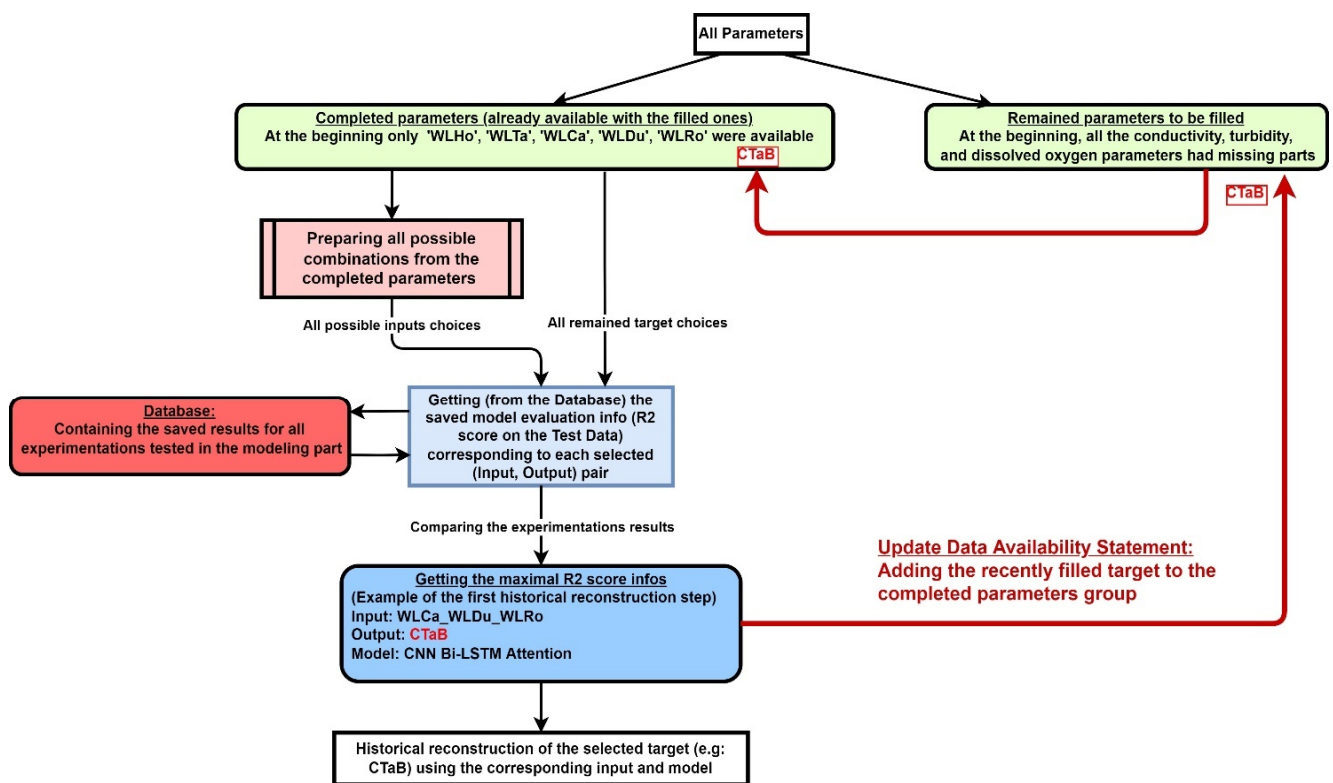 All Parameters
Completed parameters (already available with the filled ones)
At the beginning only 'WLHo', 'WLTa', 'WLCa', 'WLDu', 'WLRo' were available
CTaB
Remained parameters to be filled
At the beginning, all the conductivity, turbidity,
and dissolved oxygen parameters had missing parts
CTaB
Preparing all possible
combinations from the
completed parameters
All possible inputs choices
All remained target choices
Database:
Containing the saved results for all
experimentations tested in the modeling part
Getting (from the Database) the
saved model evaluation info (R2
score on the Test Data)
corresponding to each selected
(Input, Output) pair
Comparing the experimentations results
Getting the maximal R2 score infos
(Example of the first historical reconstruction step)
Input: WLCa_WLDu_WLRo
Output: CTaB
Model: CNN Bi-LSTM Attention
Update Data Availability Statement:
Adding the recently filled target to the
completed parameters group
Historical reconstruction of the selected target (e.g:
CTaB) using the corresponding input and model